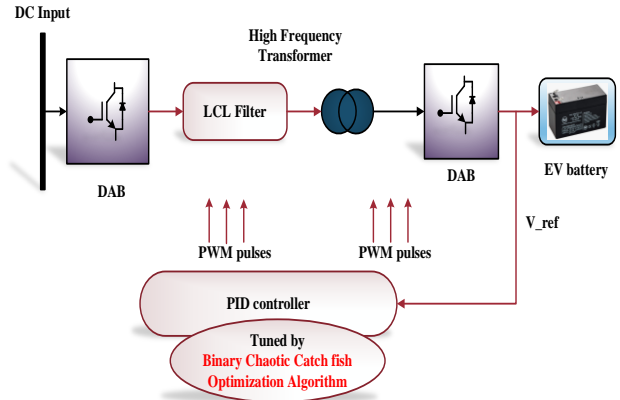 DC Input
High Frequency
Transformer
LCL Filter
DAB
DAB
EV battery
V_ref
PWM pulses
PWM pulses
PID controller
Tuned by
Binary Chaotic Catch fish
Optimization Algorithm